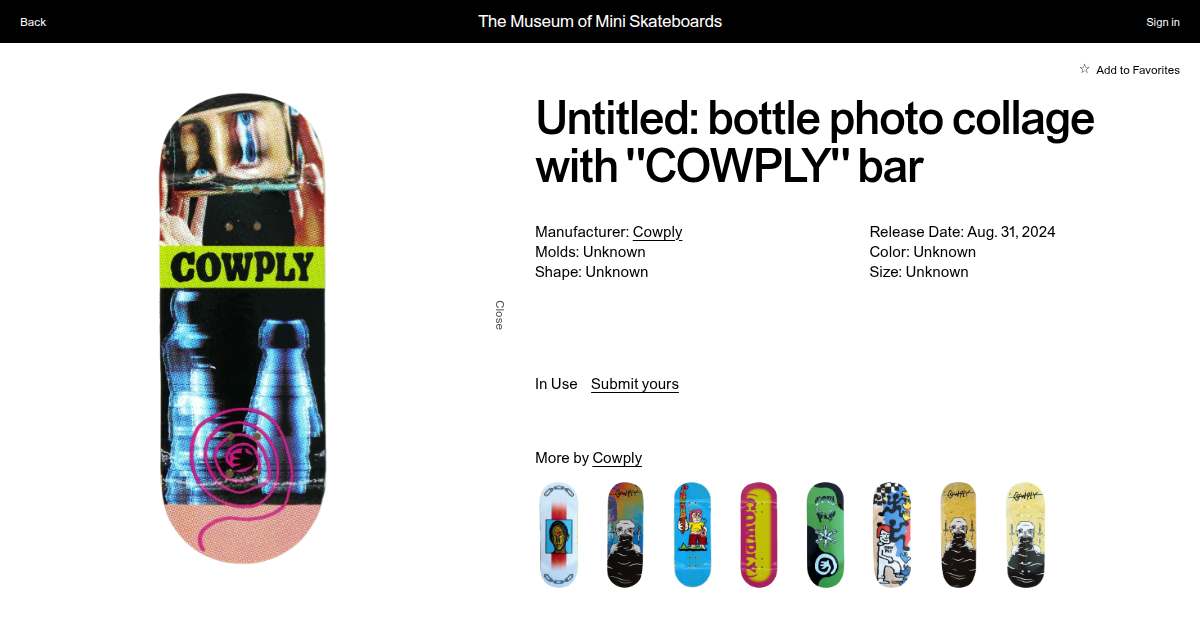 Back
The Museum of Mini Skateboards
Sign in
☆ Add to Favorites
Untitled: bottle photo collage
with "COWPLY" bar
Manufacturer: Cowply
Molds: Unknown
Shape: Unknown
Release Date: Aug. 31, 2024
Color: Unknown
Size: Unknown
COWPLY
Close
In Use Submit yours
More by Cowply
COWPLY